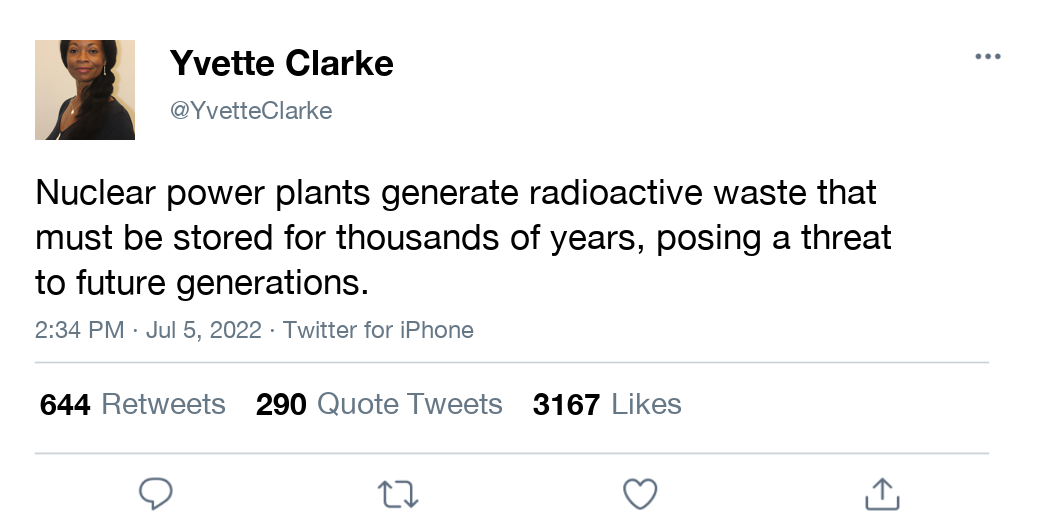 Yvette Clarke
@YvetteClarke
Nuclear power plants generate radioactive waste that
must be stored for thousands of years, posing a threat
to future generations.
2:34 PM · Jul 5, 2022 · Twitter for iPhone
644 Retweets 290 Quote Tweets 3167 Likes